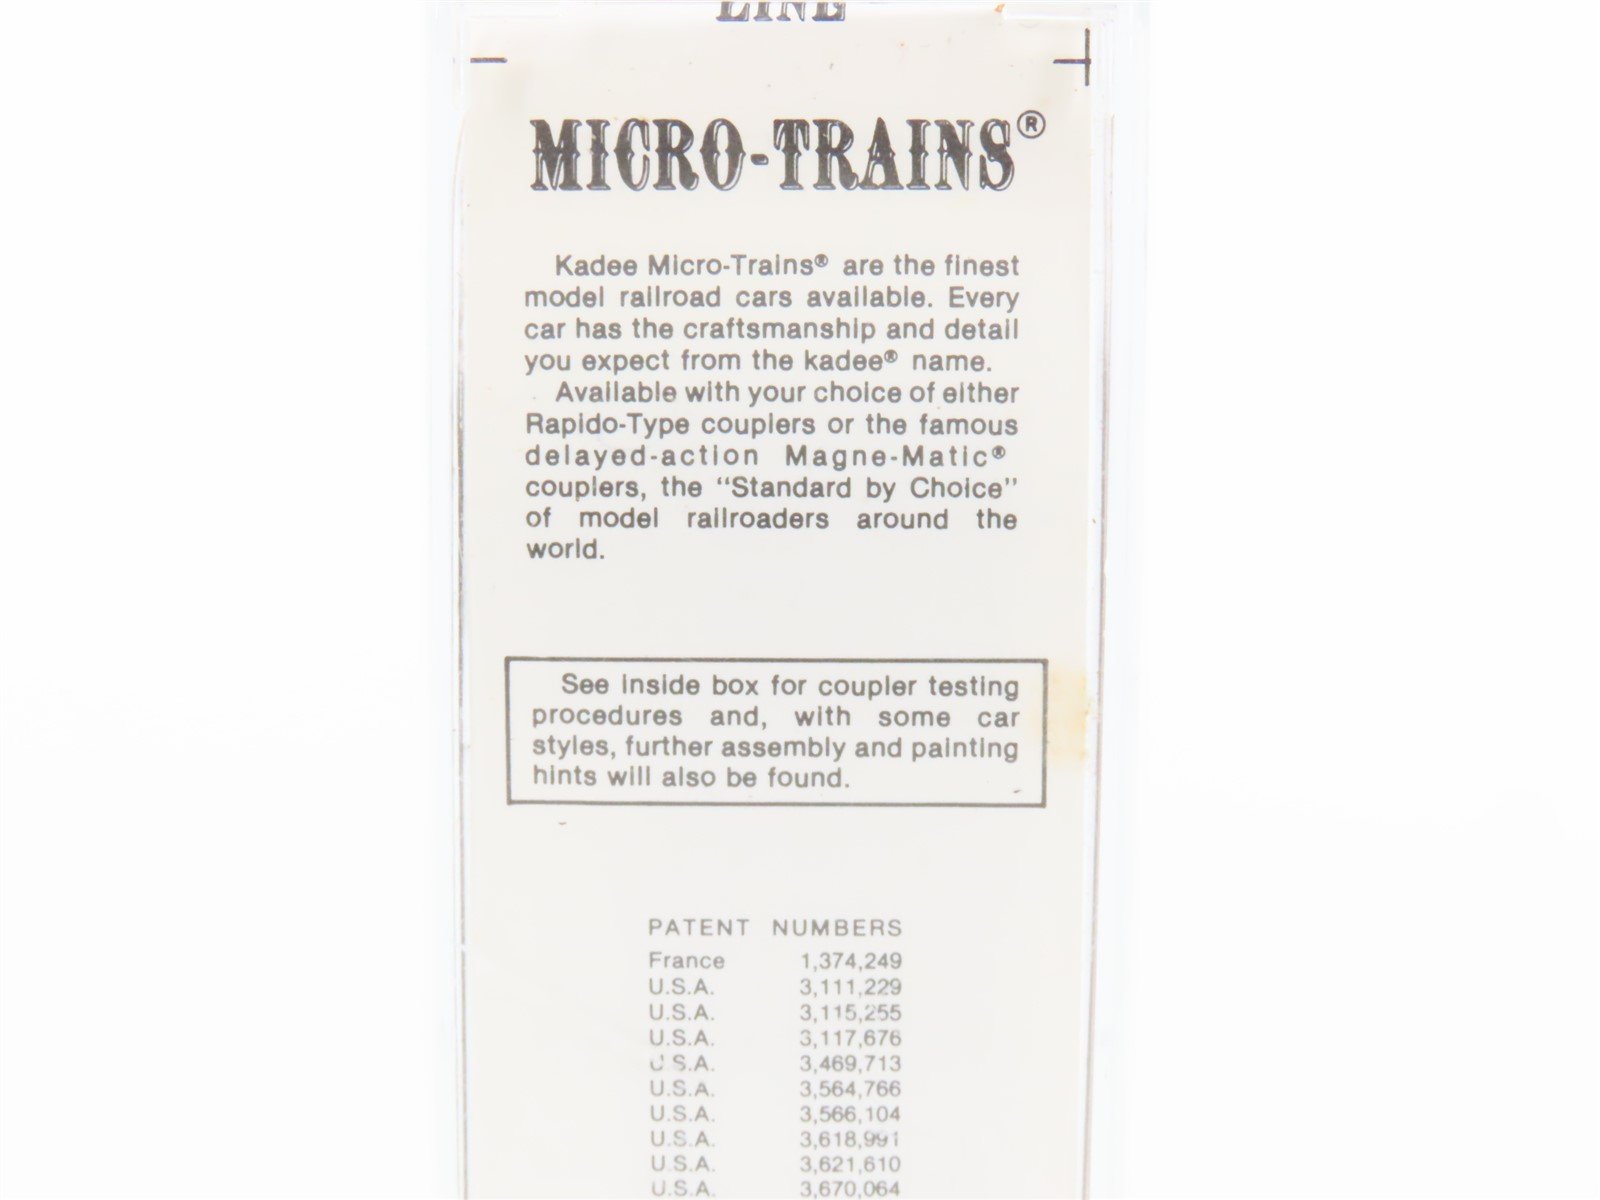 LINE
MICRO-TRAINS®
Kadee Micro-Trains® are the finest
model railroad cars available. Every
car has the craftsmanship and detail
you expect from the kadee® name.
Available with your choice of either
Rapido-Type couplers or the famous
delayed-action Magne-Matic®
couplers, the “Standard by Choice”
of model railroaders around the
world.
See inside box for coupler testing
procedures and, with some car
styles, further assembly and painting
hints will also be found.
PATENT NUMBERS
France 1,374,249
U.S.A. 3,111,229
U.S.A. 3,115,255
U.S.A. 3,117,676
U.S.A. 3,469,713
U.S.A. 3,564,766
U.S.A. 3,566,104
U.S.A. 3,618,991
U.S.A. 3,621,610
U.S.A. 3,670,064